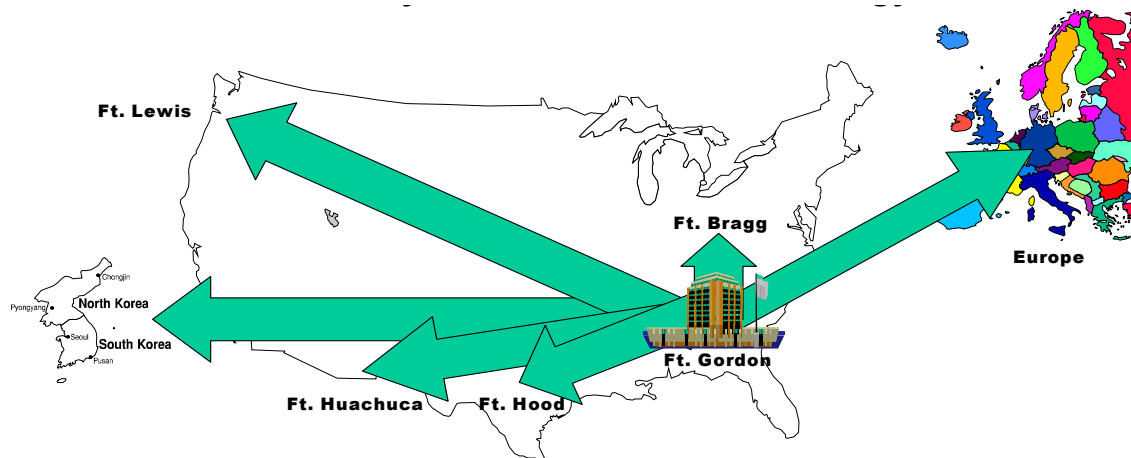 Ft. Lewis
Ft. Bragg
Europe
Chongjin
North Korea
Pyongyang
Seoul
South Korea
Pusan
Ft. Gordon
Ft. Huachuca
Ft. Hood